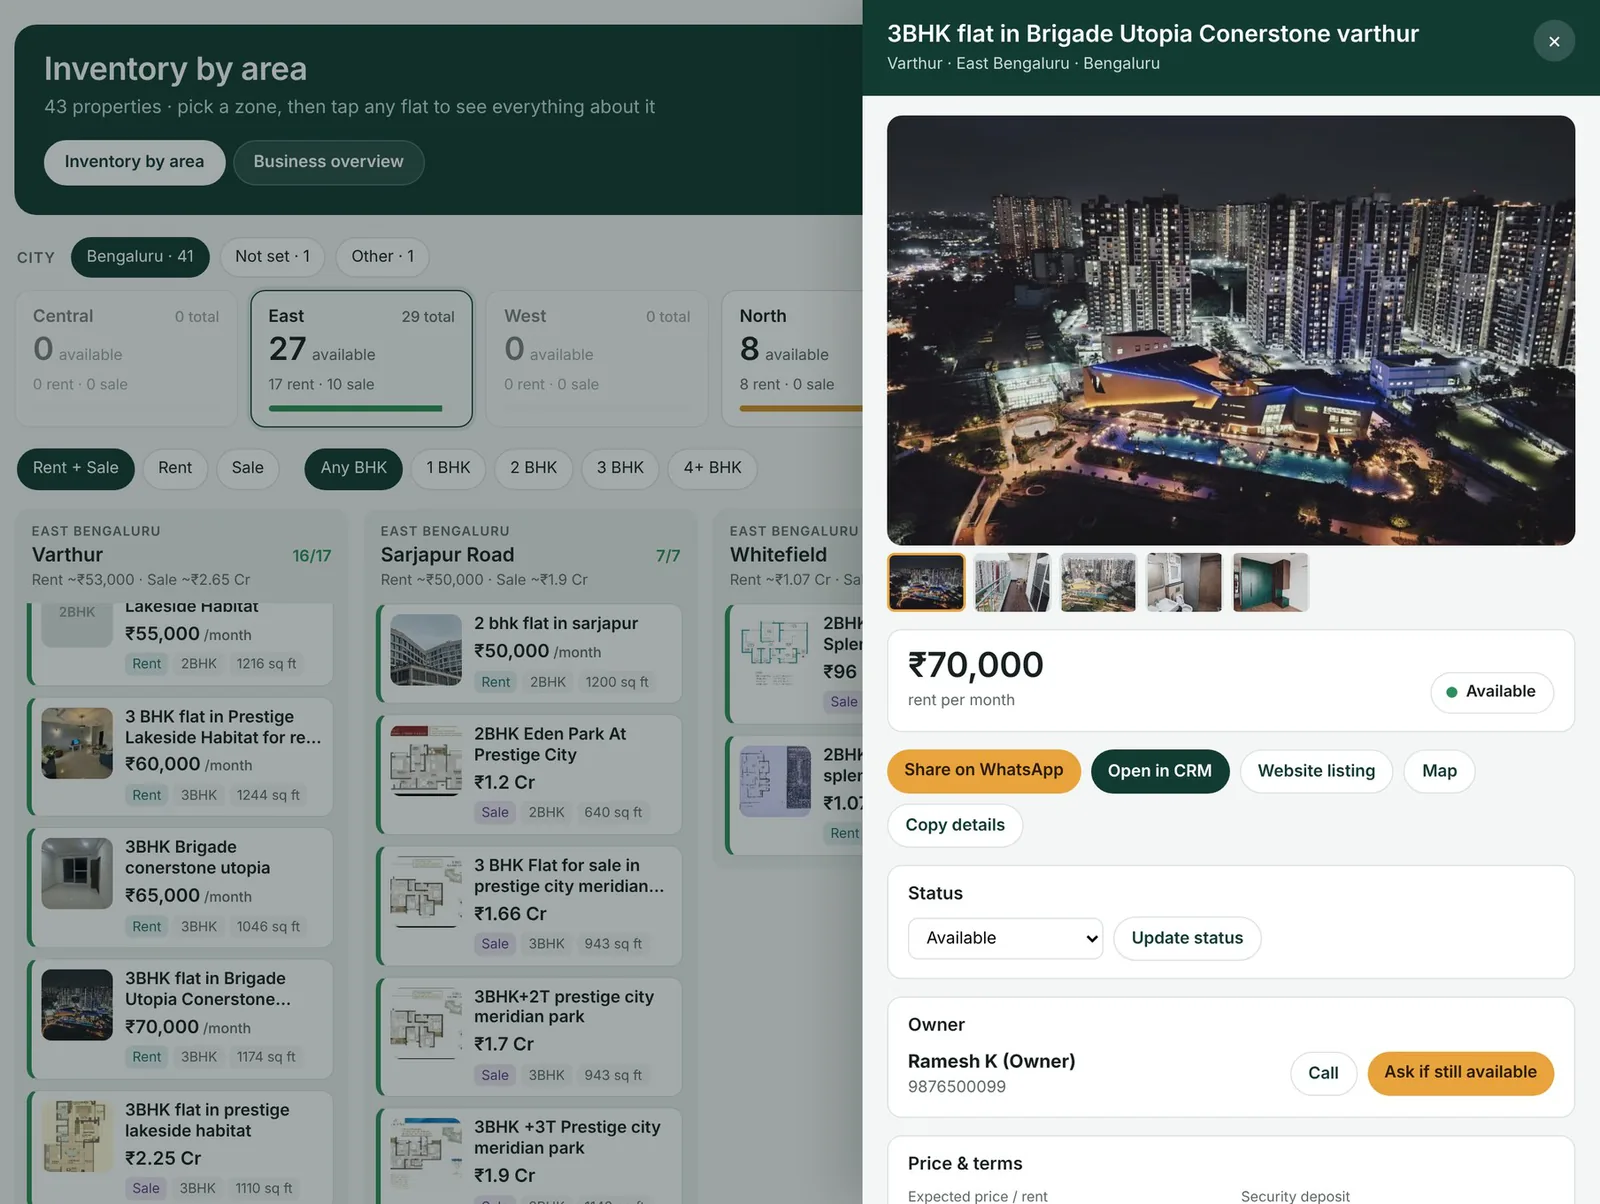 Inventory by area
43 properties · pick a zone, then tap any flat to see everything about it
Inventory by area
Business overview
CITY
Bengaluru · 41
Not set · 1
Other · 1
Central
0 total
0 available
0 rent · 0 sale
East
29 total
27 available
17 rent · 10 sale
West
0 total
0 available
0 rent · 0 sale
North
8 available
8 rent · 0 sale
Rent + Sale
Rent
Sale
Any BHK
1 BHK
2 BHK
3 BHK
4+ BHK
EAST BENGALURU
Varthur
16/17
Rent ~₹53,000 · Sale ~₹2.65 Cr
2BHK
Lakeside Habitat
₹55,000 /month
Rent
2BHK
1216 sq ft
3 BHK flat in Prestige
Lakeside Habitat for re...
₹60,000 /month
Rent
3BHK
1244 sq ft
3BHK Brigade
conerstone utopia
₹65,000 /month
Rent
3BHK
1046 sq ft
3BHK flat in Brigade
Utopia Conerstone...
₹70,000 /month
Rent
3BHK
1174 sq ft
3BHK flat in prestige
lakeside habitat
₹2.25 Cr
Sale
3BHK
1110 sq ft
EAST BENGALURU
Sarjapur Road
7/7
Rent ~₹50,000 · Sale ~₹1.9 Cr
2 bhk flat in sarjapur
₹50,000 /month
Rent
2BHK
1200 sq ft
2BHK Eden Park At
Prestige City
₹1.2 Cr
Sale
2BHK
640 sq ft
3 BHK Flat for sale in
prestige city meridian...
₹1.66 Cr
Sale
3BHK
943 sq ft
3BHK+2T prestige city
meridian park
₹1.7 Cr
Sale
3BHK
943 sq ft
3BHK +3T Prestige city
meridian park
₹1.9 Cr
EAST BENGALURU
Whitefield
Rent ~₹1.07 Cr · Sa
2BHK
Splen
₹96
Sale
2BHK
splen
₹1.07
Rent
3BHK flat in Brigade Utopia Conerstone varthur
Varthur · East Bengaluru · Bengaluru
×
₹70,000
rent per month
Available
Share on WhatsApp
Open in CRM
Website listing
Map
Copy details
Status
Available
Update status
Owner
Ramesh K (Owner)
9876500099
Call
Ask if still available
Price & terms
Expected price / rent
Security deposit